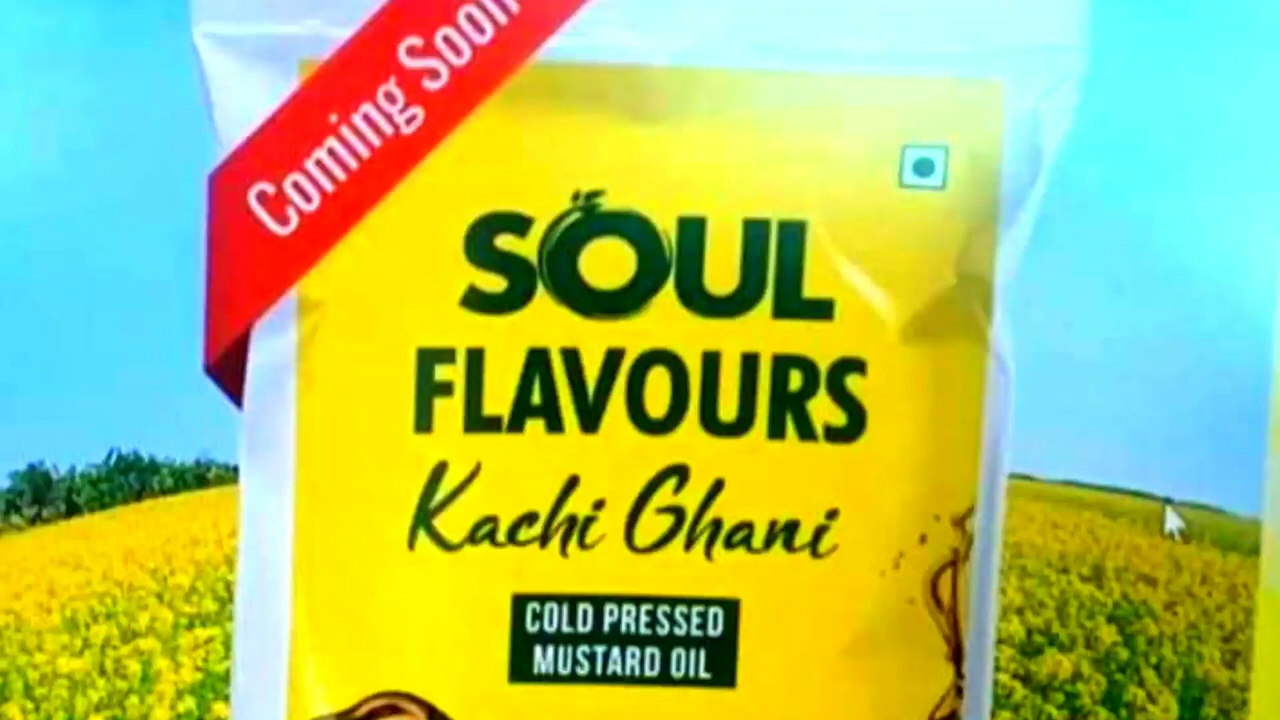 Coming Soon
SOUL
FLAVOURS
Kachi Ghani
COLD PRESSED
MUSTARD OIL